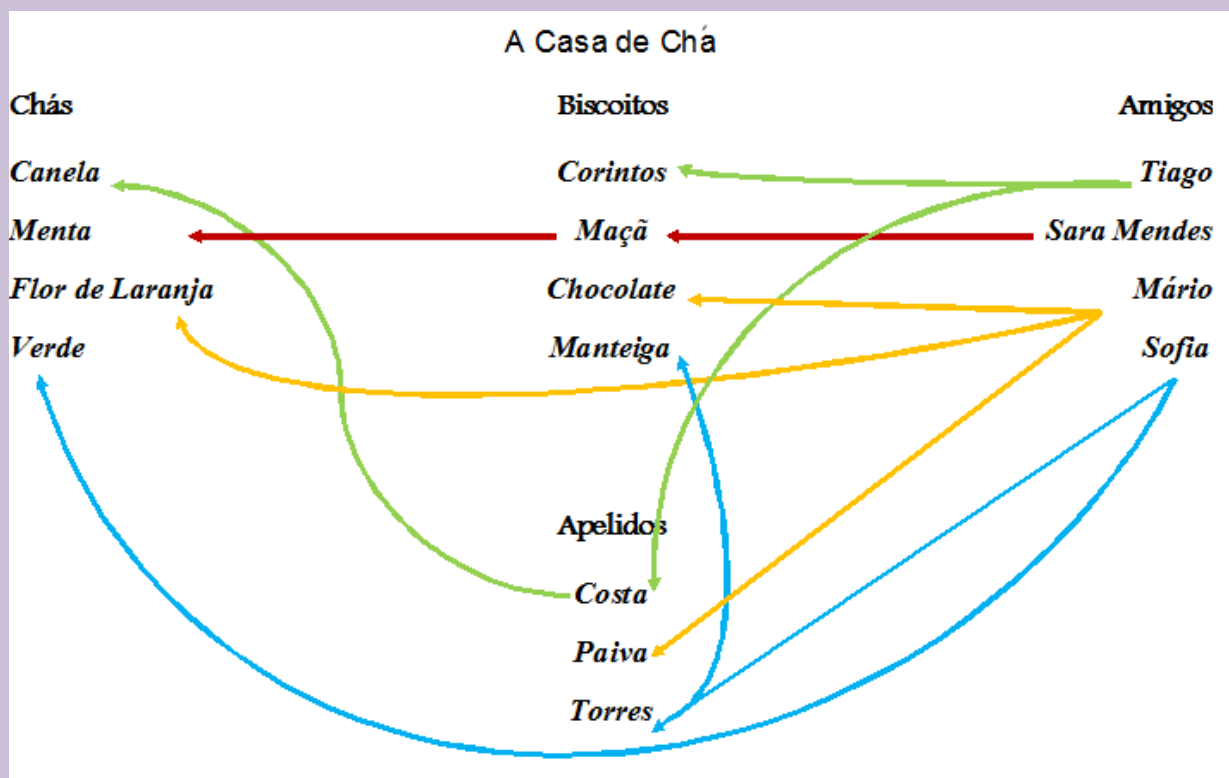 A Casa de Chá
Chás Biscoitos Amigos
Canela Corintos Tiago
Menta Maçã Sara Mendes
Flor de Laranja Chocolate Mário
Verde Manteiga Sofia
Apelidos
Costa
Paiva
Torres